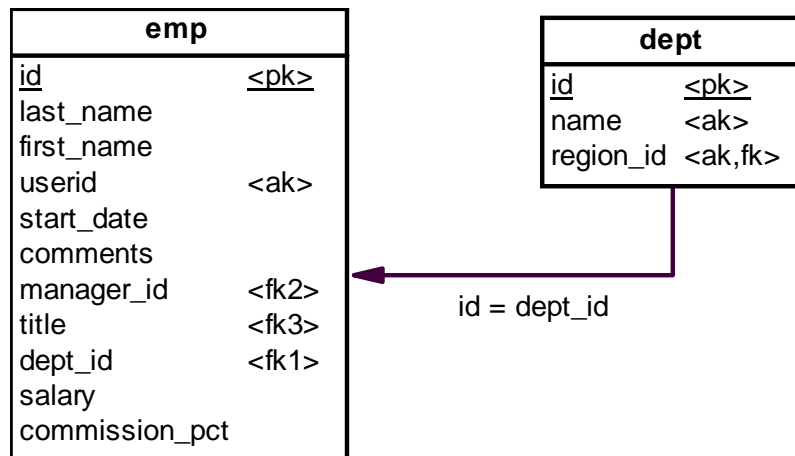 emp
id <pk>
last_name
first_name
userid <ak>
start_date
comments
manager_id <fk2>
title <fk3>
dept_id <fk1>
salary
commission_pct
dept
id <pk>
name <ak>
region_id <ak,fk>
id = dept_id